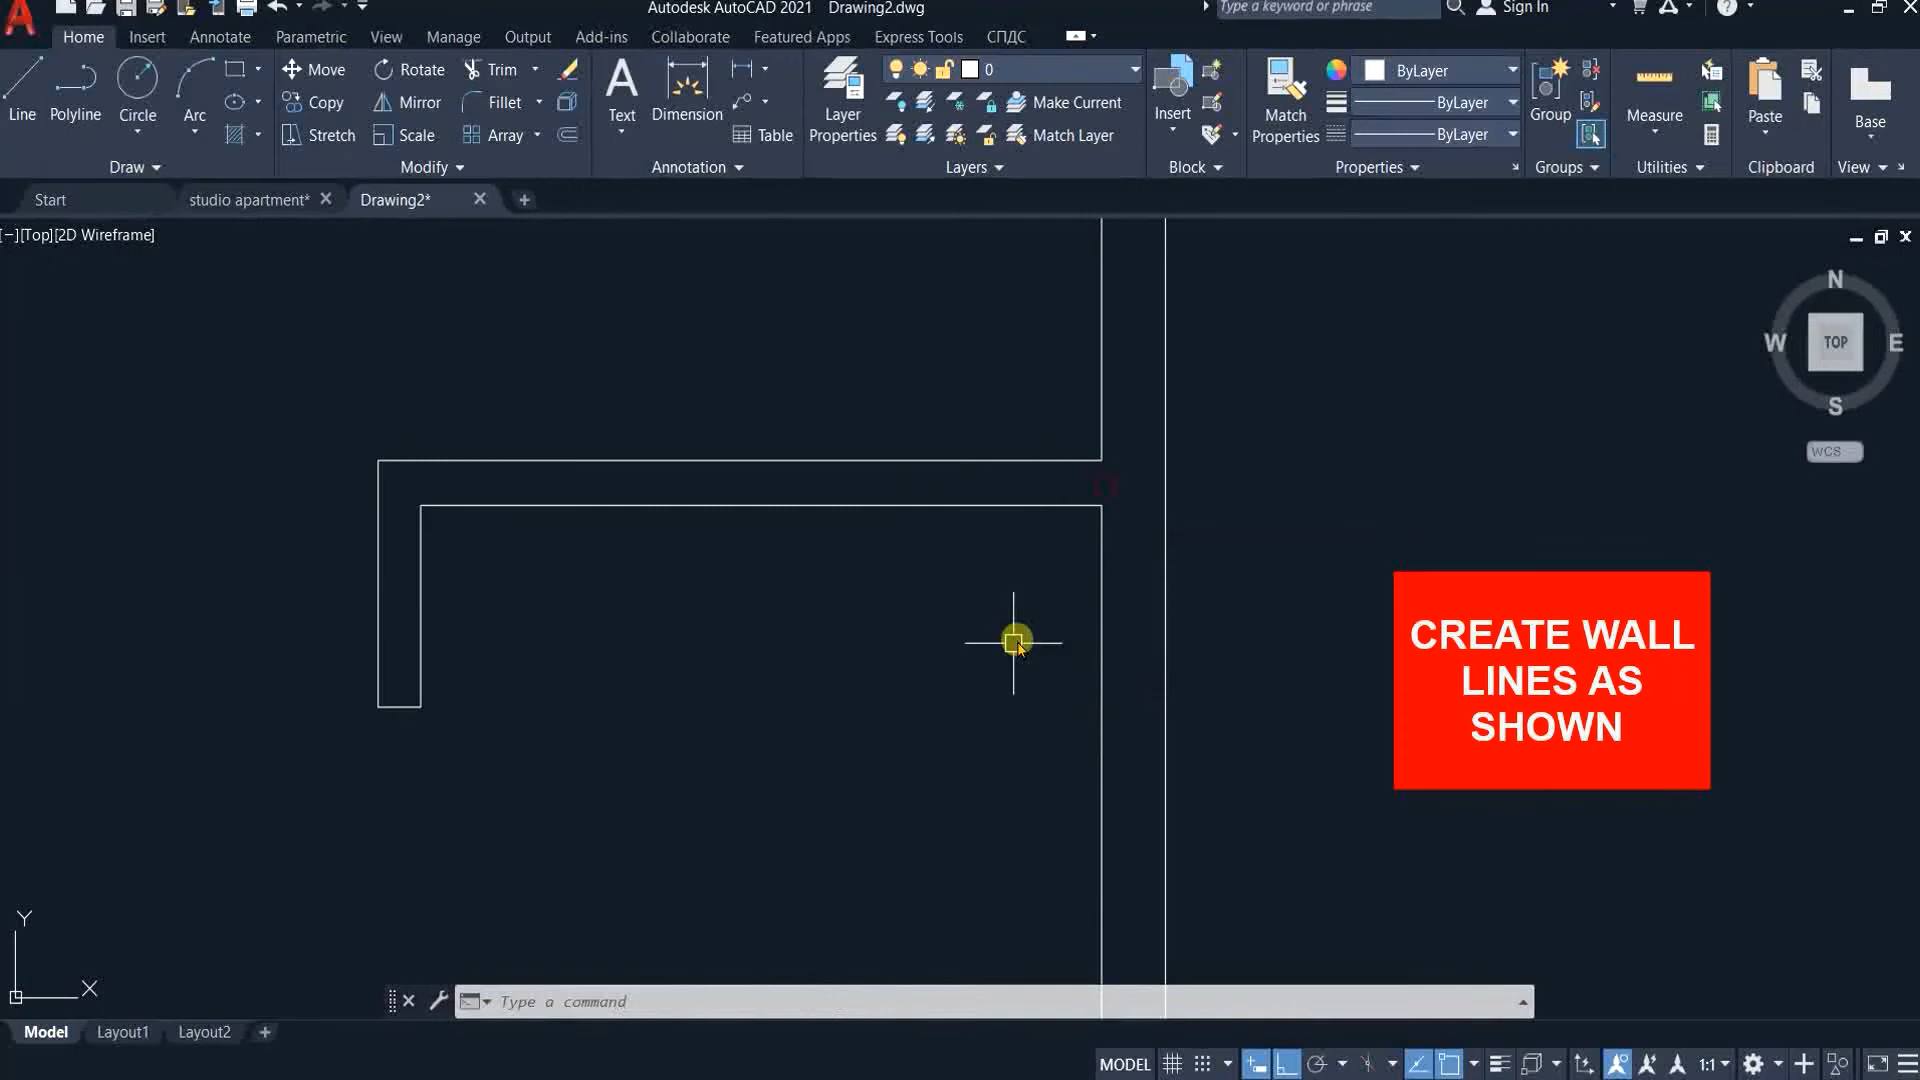 Autodesk AutoCAD 2021 Drawing2.dwg
Type a keyword or phrase
Sign In
Home Insert Annotate Parametric View Manage Output Add-ins Collaborate Featured Apps Express Tools СПДС
Line Polyline Circle Arc
Move Rotate Trim
Copy Mirror Fillet
Stretch Scale Array
Text Dimension Table
Layer Properties
0
Make Current
Match Layer
Insert
Match Properties
ByLayer
ByLayer
ByLayer
Group
Measure
Paste
Base
Draw Modify Annotation Layers Block Properties Groups Utilities Clipboard View
Start studio apartment* Drawing2*
[−][Top][2D Wireframe]
N
W TOP E
S
WCS
CREATE WALL
LINES AS
SHOWN
Y
X
Type a command
Model Layout1 Layout2
MODEL 1:1